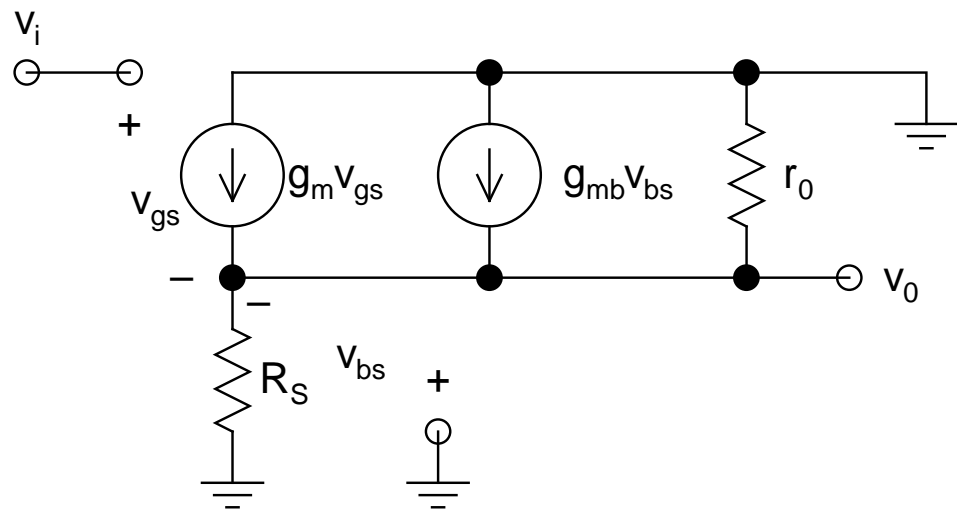 v_i
+
v_gs
g_m v_gs
g_mb v_bs
r_0
–
–
v_0
R_S
v_bs
+